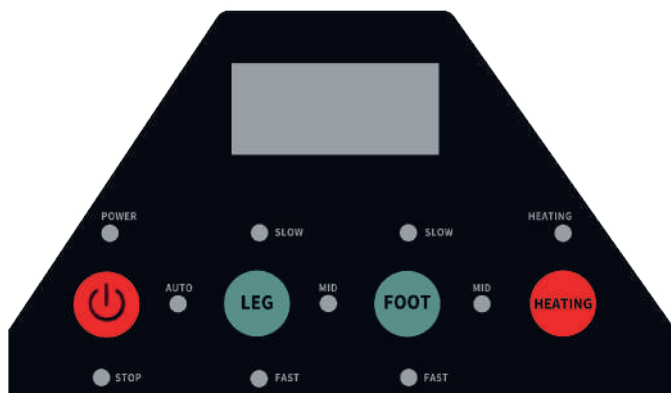 POWER
SLOW
SLOW
HEATING
AUTO
LEG
MID
FOOT
MID
HEATING
STOP
FAST
FAST